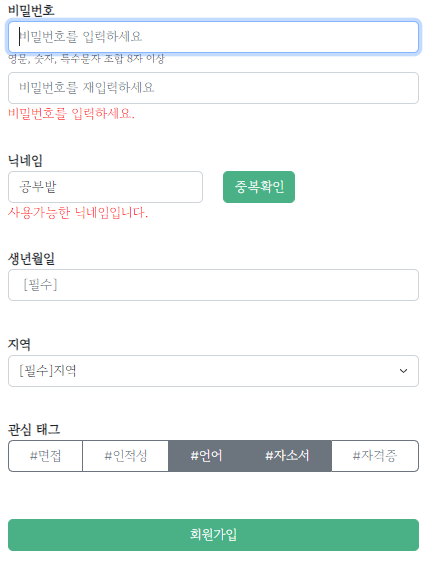 비밀번호
비밀번호를 입력하세요
영문, 숫자, 특수문자 조합 8자 이상
비밀번호를 재입력하세요
비밀번호를 입력하세요.
닉네임
공부밭 중복확인
사용가능한 닉네임입니다.
생년월일
[필수]
지역
[필수]지역
관심 태그
#면접 #인적성 #언어 #자소서 #자격증
회원가입